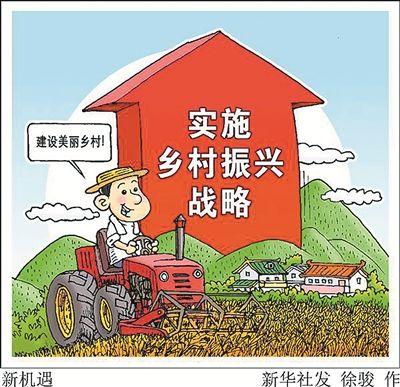 建设美丽乡村!
实施
乡村振兴
战略
新机遇 新华社发 徐骏 作